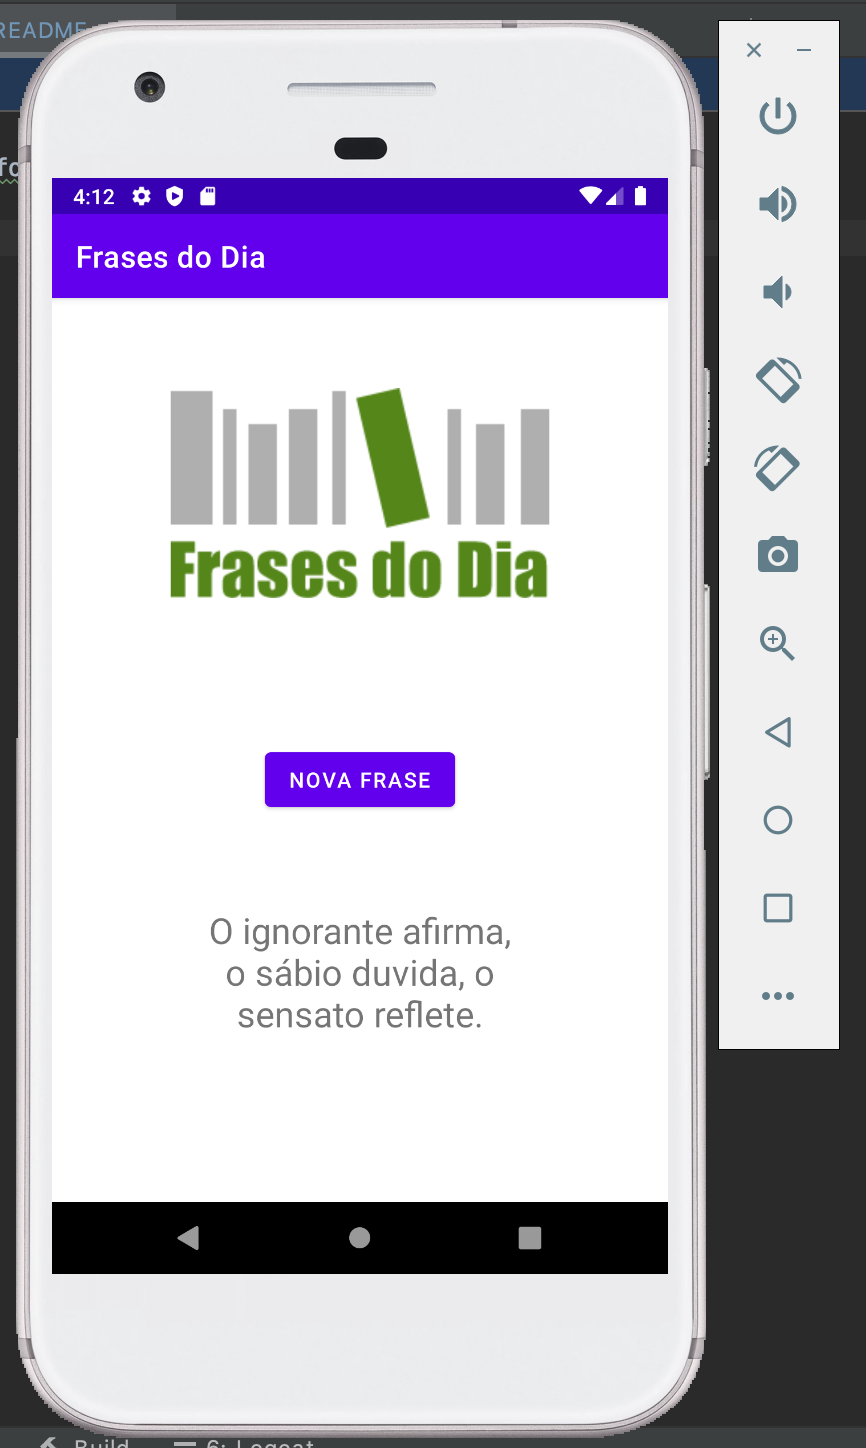 README
4:12
Frases do Dia
Frases do Dia
NOVA FRASE
O ignorante afirma,
o sábio duvida, o
sensato reflete.
Build
6: Logcat